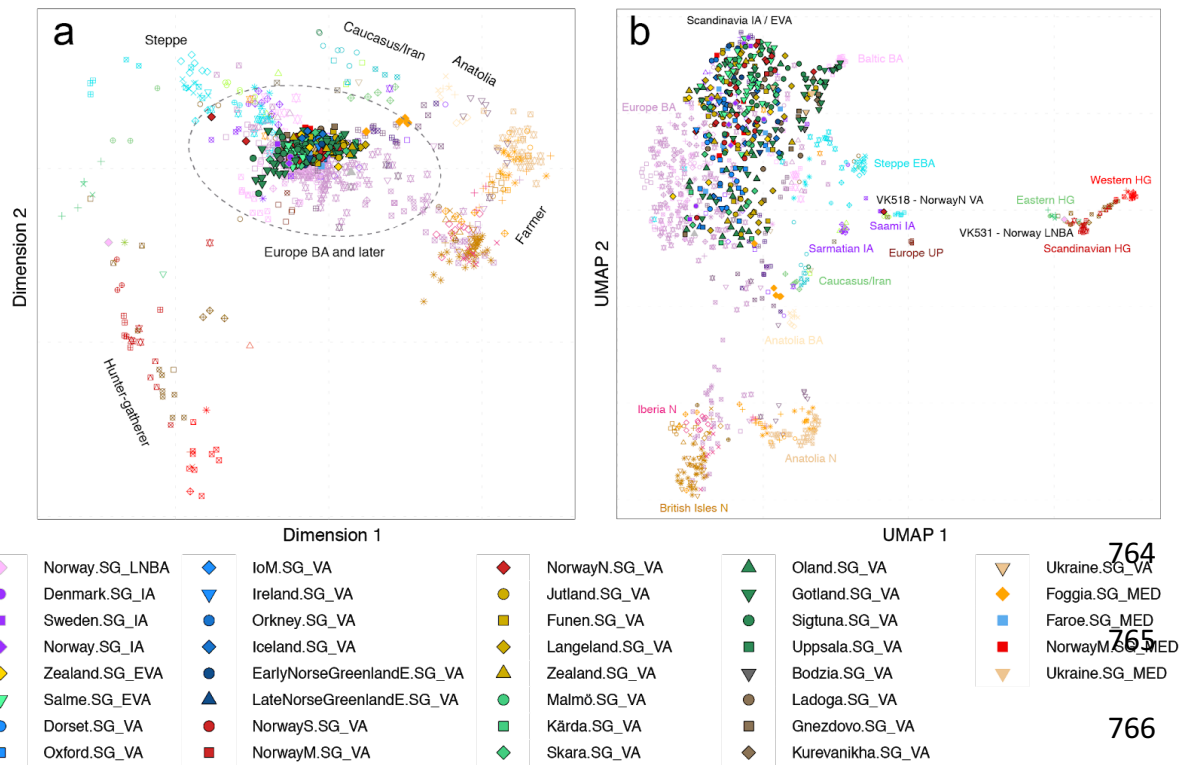 a
Steppe
Caucasus/Iran
Anatolia
Farmer
Europe BA and later
Hunter-gatherer
Dimension 2
Dimension 1
b
Scandinavia IA / EVA
Baltic BA
Europe BA
Steppe EBA
Western HG
VK518 - NorwayN VA
Eastern HG
Saami IA
VK531 - Norway LNBA
Sarmatian IA
Europe UP
Scandinavian HG
Caucasus/Iran
Anatolia BA
Iberia N
Anatolia N
British Isles N
UMAP 2
UMAP 1
764
765
766
Norway.SG_LNBA
Denmark.SG_IA
Sweden.SG_IA
Norway.SG_IA
Zealand.SG_EVA
Salme.SG_EVA
Dorset.SG_VA
Oxford.SG_VA
IoM.SG_VA
Ireland.SG_VA
Orkney.SG_VA
Iceland.SG_VA
EarlyNorseGreenlandE.SG_VA
LateNorseGreenlandE.SG_VA
NorwayS.SG_VA
NorwayM.SG_VA
NorwayN.SG_VA
Jutland.SG_VA
Funen.SG_VA
Langeland.SG_VA
Zealand.SG_VA
Malmö.SG_VA
Kärda.SG_VA
Skara.SG_VA
Oland.SG_VA
Gotland.SG_VA
Sigtuna.SG_VA
Uppsala.SG_VA
Bodzia.SG_VA
Ladoga.SG_VA
Gnezdovo.SG_VA
Kurevanikha.SG_VA
Ukraine.SG_VA
Foggia.SG_MED
Faroe.SG_MED
NorwayM.SG_MED
Ukraine.SG_MED